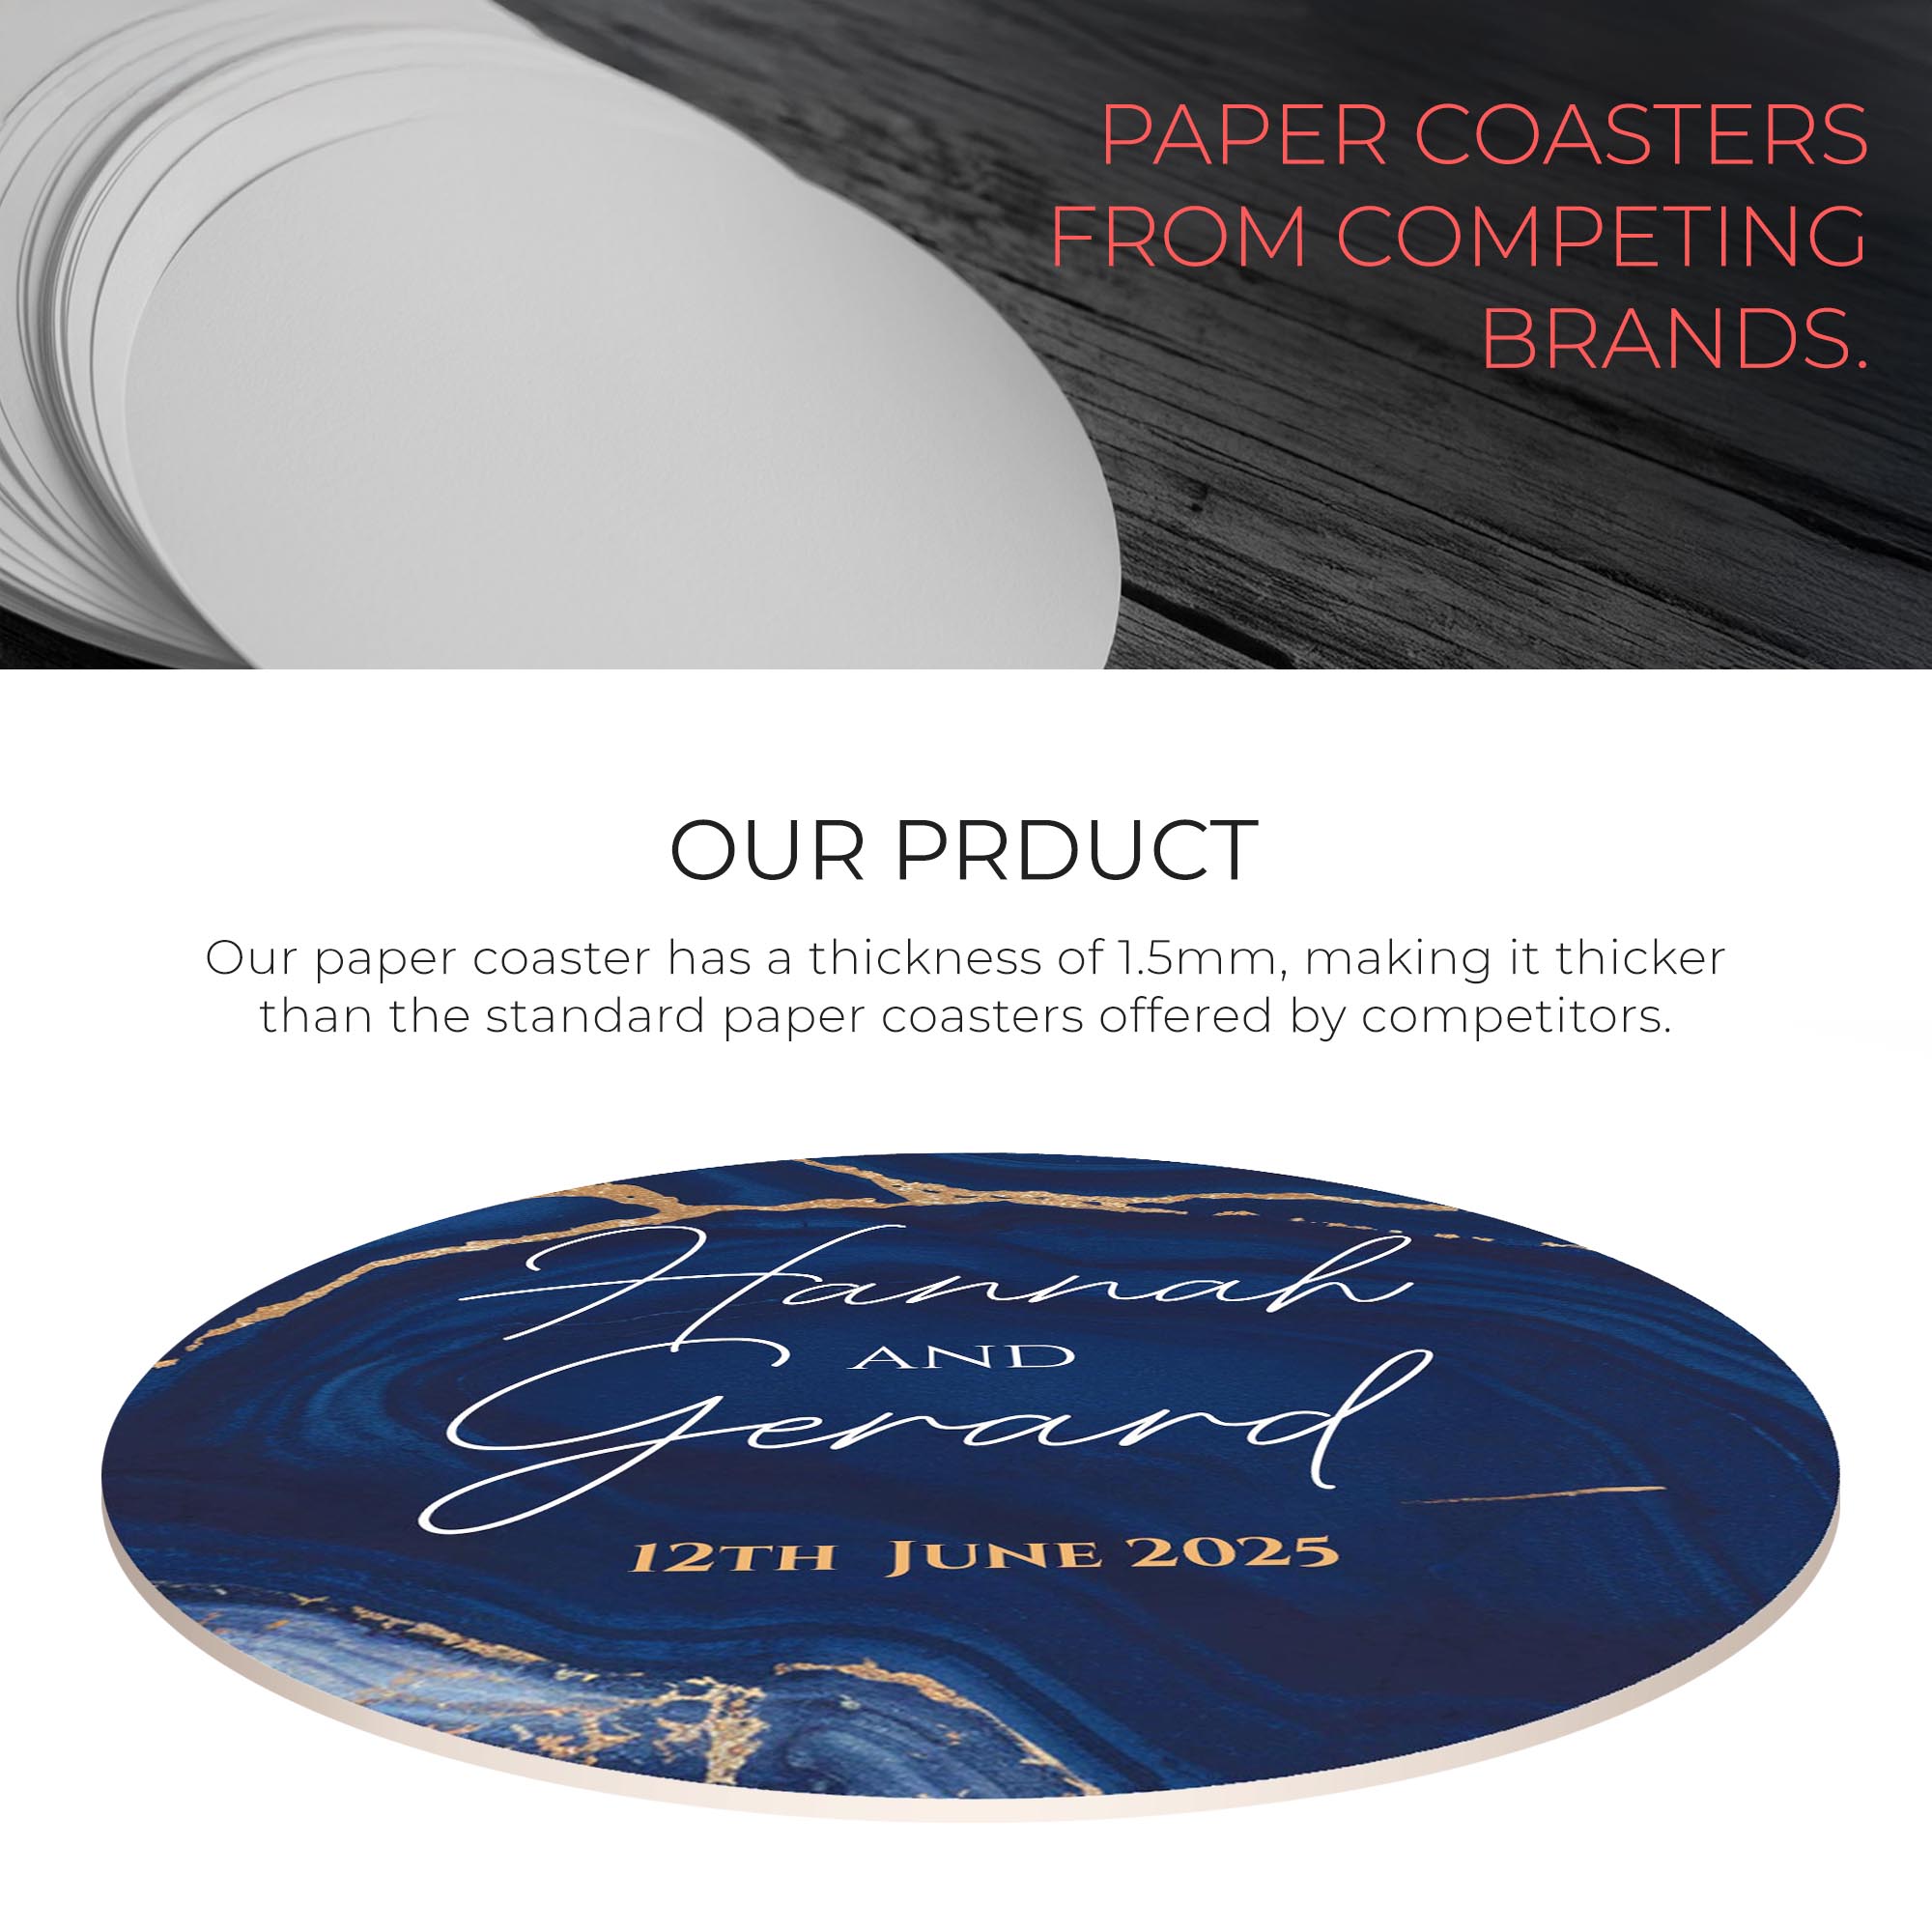 PAPER COASTERS
FROM COMPETING
BRANDS.
OUR PRDUCT
Our paper coaster has a thickness of 1.5mm, making it thicker
than the standard paper coasters offered by competitors.
Hannah
AND
Gerard
12TH JUNE 2025